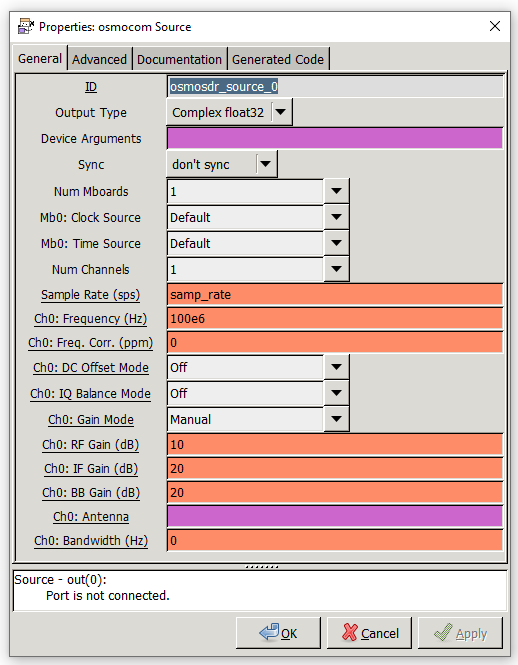 Properties: osmocom Source
General Advanced Documentation Generated Code
ID osmosdr_source_0
Output Type Complex float32
Device Arguments
Sync don't sync
Num Mboards 1
Mb0: Clock Source Default
Mb0: Time Source Default
Num Channels 1
Sample Rate (sps) samp_rate
Ch0: Frequency (Hz) 100e6
Ch0: Freq. Corr. (ppm) 0
Ch0: DC Offset Mode Off
Ch0: IQ Balance Mode Off
Ch0: Gain Mode Manual
Ch0: RF Gain (dB) 10
Ch0: IF Gain (dB) 20
Ch0: BB Gain (dB) 20
Ch0: Antenna
Ch0: Bandwidth (Hz) 0
Source - out(0):
Port is not connected.
OK Cancel Apply